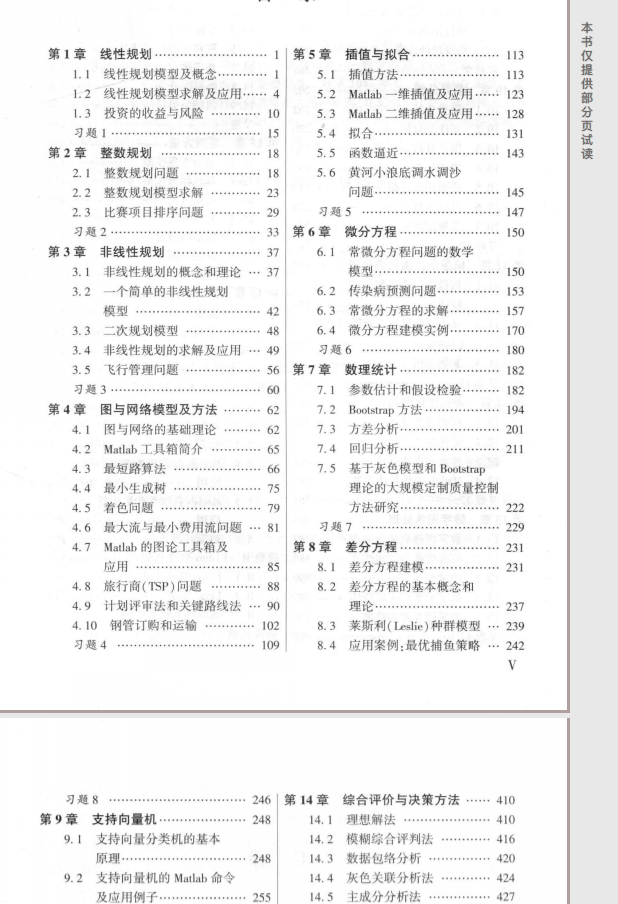 第1章 线性规划 …………………… 1
1.1 线性规划模型及概念………… 1
1.2 线性规划模型求解及应用…… 4
1.3 投资的收益与风险 ………… 10
习题1 …………………………… 15
第2章 整数规划 ………………… 18
2.1 整数规划问题 ……………… 18
2.2 整数规划模型求解 ………… 23
2.3 比赛项目排序问题 ………… 29
习题2 …………………………… 33
第3章 非线性规划 ……………… 37
3.1 非线性规划的概念和理论 … 37
3.2 一个简单的非线性规划
模型 ………………………… 42
3.3 二次规划模型 ……………… 48
3.4 非线性规划的求解及应用 … 49
3.5 飞行管理问题 ……………… 56
习题3 …………………………… 60
第4章 图与网络模型及方法 ……… 62
4.1 图与网络的基础理论 ……… 62
4.2 Matlab 工具箱简介 ………… 65
4.3 最短路算法 ………………… 66
4.4 最小生成树 ………………… 75
4.5 着色问题 …………………… 79
4.6 最大流与最小费用流问题 … 81
4.7 Matlab 的图论工具箱及
应用 ………………………… 85
4.8 旅行商(TSP)问题 ………… 88
4.9 计划评审法和关键路线法 … 90
4.10 钢管订购和运输 ………… 102
习题4 …………………………… 109
第5章 插值与拟合 ………………… 113
5.1 插值方法…………………… 113
5.2 Matlab 一维插值及应用…… 123
5.3 Matlab 二维插值及应用…… 128
5.4 拟合………………………… 131
5.5 函数逼近…………………… 143
5.6 黄河小浪底调水调沙
问题………………………… 145
习题5 …………………………… 147
第6章 微分方程 …………………… 150
6.1 常微分方程问题的数学
模型………………………… 150
6.2 传染病预测问题…………… 153
6.3 常微分方程的求解………… 157
6.4 微分方程建模实例………… 170
习题6 …………………………… 180
第7章 数理统计 …………………… 182
7.1 参数估计和假设检验……… 182
7.2 Bootstrap 方法……………… 194
7.3 方差分析…………………… 201
7.4 回归分析…………………… 211
7.5 基于灰色模型和 Bootstrap
理论的大规模定制质量控制
方法研究…………………… 222
习题7 …………………………… 229
第8章 差分方程 …………………… 231
8.1 差分方程建模……………… 231
8.2 差分方程的基本概念和
理论………………………… 237
8.3 莱斯利(Leslie)种群模型 … 239
8.4 应用案例:最优捕鱼策略 … 242
V
本书仅提供部分页试读
习题8 …………………………… 246
第9章 支持向量机 ………………… 248
9.1 支持向量分类机的基本
原理………………………… 248
9.2 支持向量机的 Matlab 命令
及应用例子………………… 255
第14章 综合评价与决策方法 …… 410
14.1 理想解法 ………………… 410
14.2 模糊综合评判法 ………… 416
14.3 数据包络分析 …………… 420
14.4 灰色关联分析法 ………… 424
14.5 主成分分析法 …………… 427